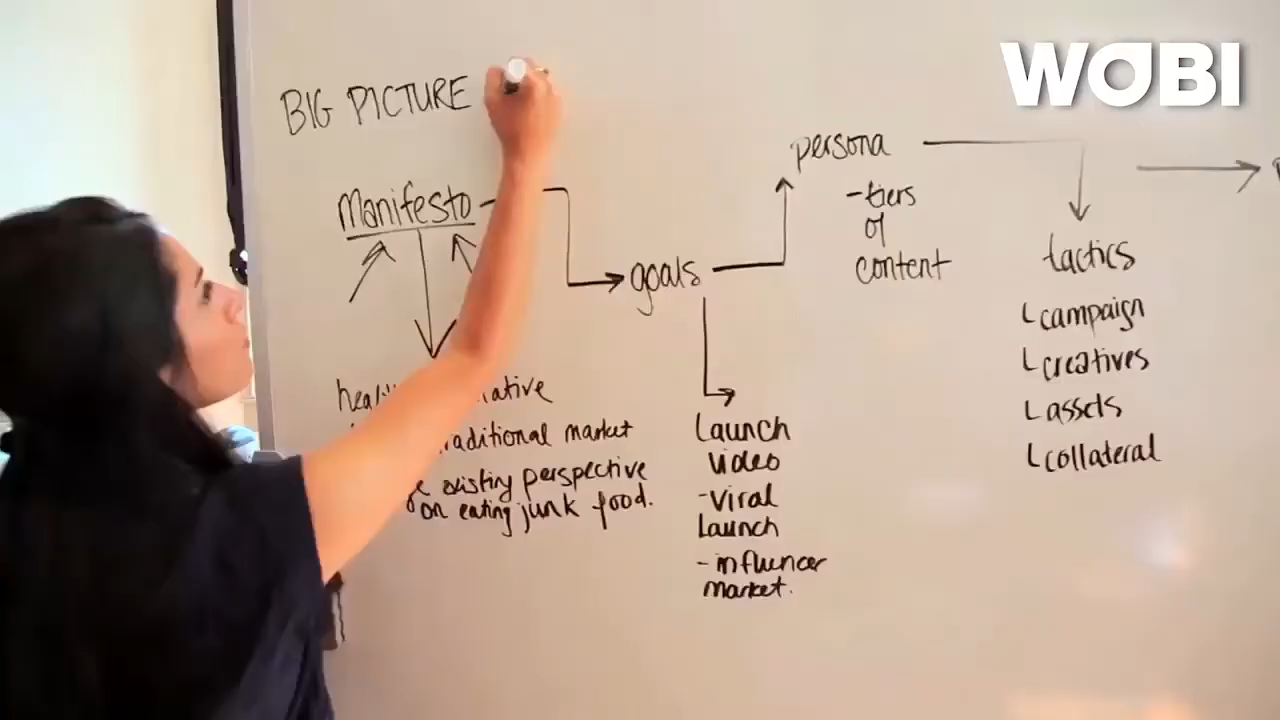 WOBI
BIG PICTURE
Manifesto
goals
persona
-tiers
of
content
tactics
campaign
creatives
assets
collateral
traditional market
existing perspective
on eating junk food.
Launch
video
-viral
Launch
-influencer
market.